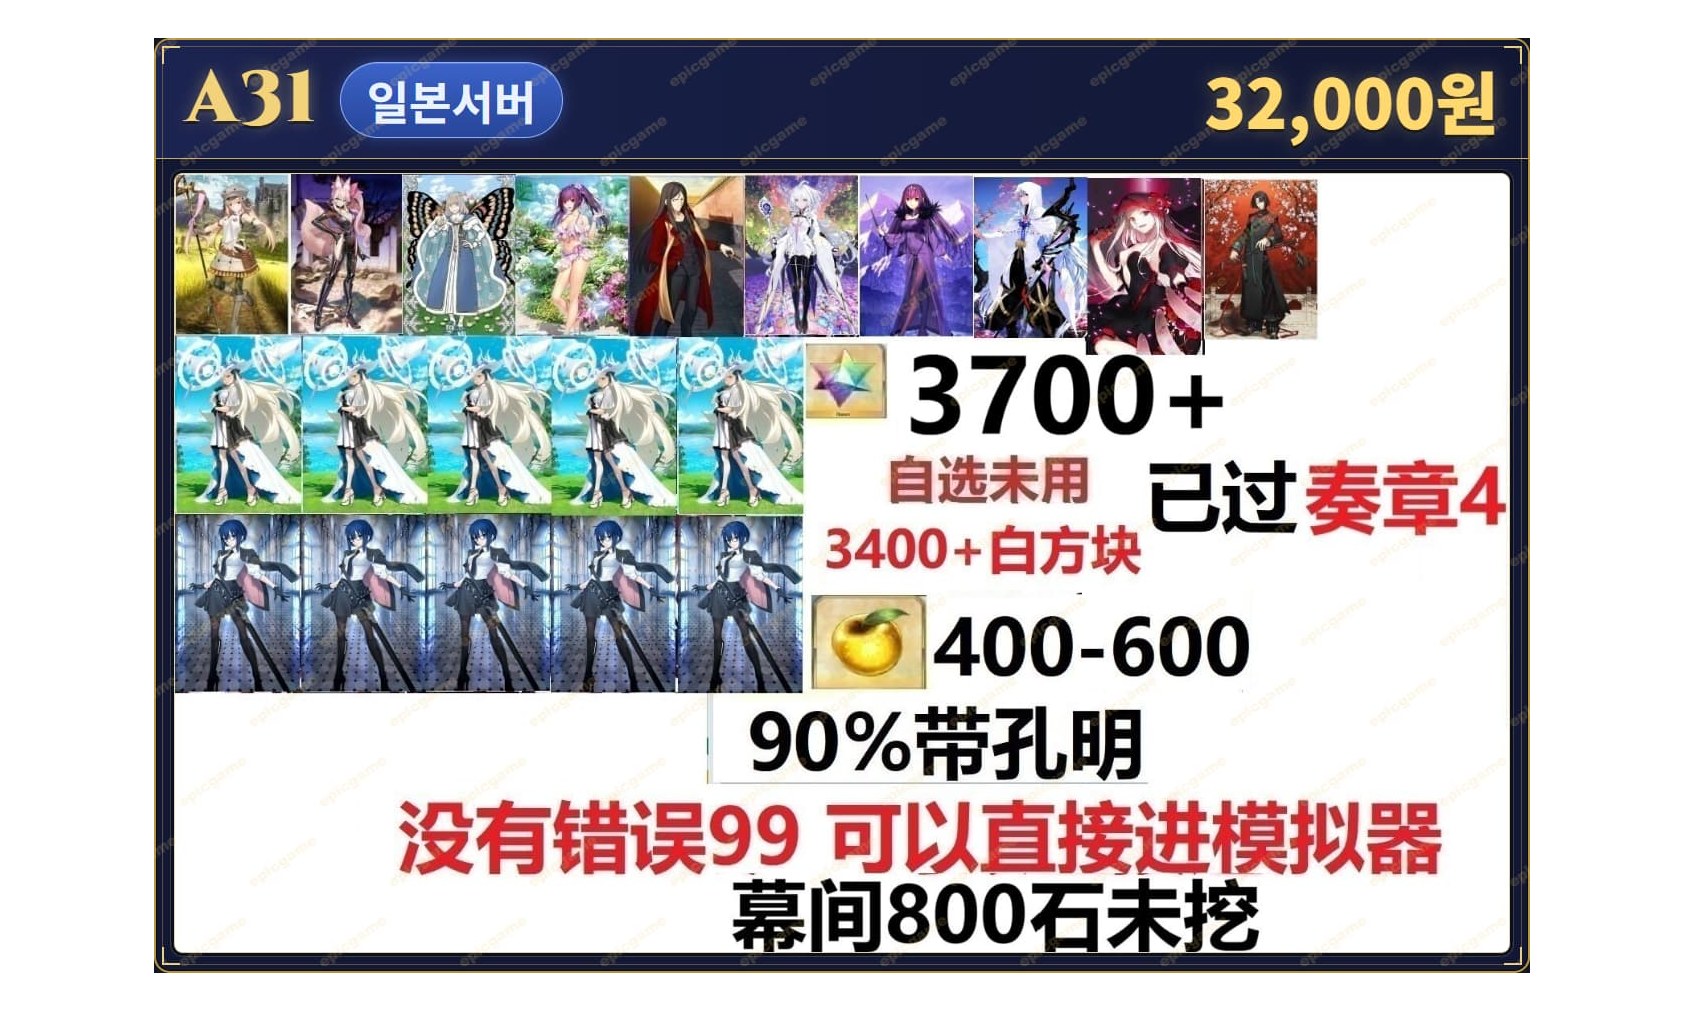 A31 일본서버 32,000원
3700+
自选未用
已过奏章4
3400+白方块
400-600
90%带孔明
没有错误99 可以直接进模拟器
幕间800石未挖
epicgame